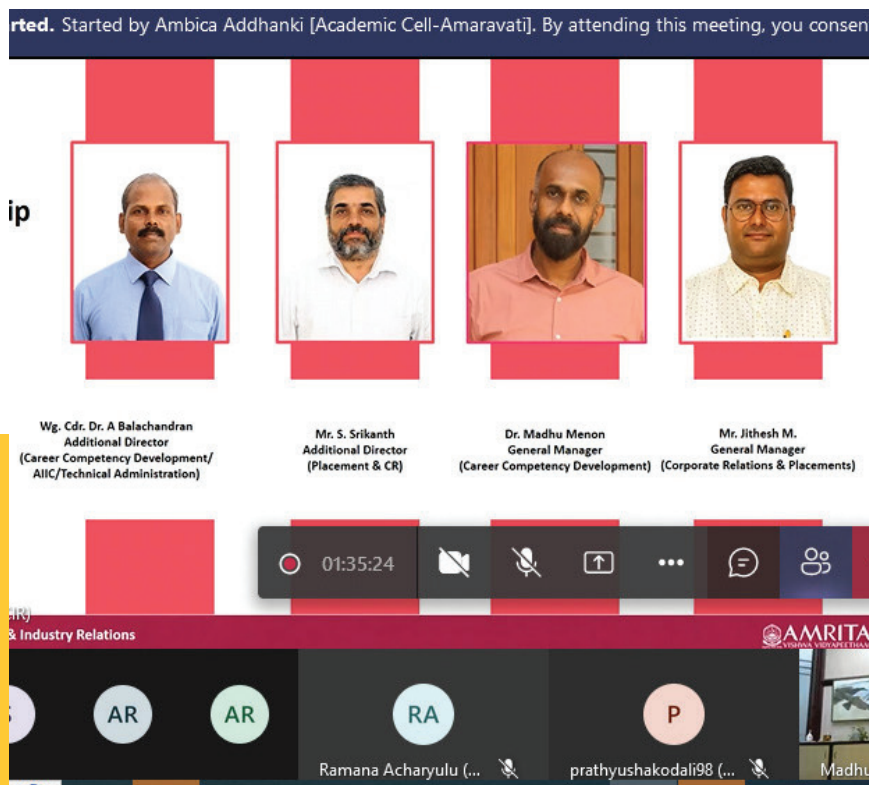 rted. Started by Ambica Addhanki [Academic Cell-Amaravati]. By attending this meeting, you consen
ip
Wg. Cdr. Dr. A Balachandran
Additional Director
(Career Competency Development/
AIIC/Technical Administration)
Mr. S. Srikanth
Additional Director
(Placement & CR)
Dr. Madhu Menon
General Manager
(Career Competency Development)
Mr. Jithesh M.
General Manager
(Corporate Relations & Placements)
01:35:24
IR)
& Industry Relations
AMRITA
VISHWA VIDYAPEETHAM
S
AR
AR
RA
P
Ramana Acharyulu (...
prathyushakodali98 (...
Madhu